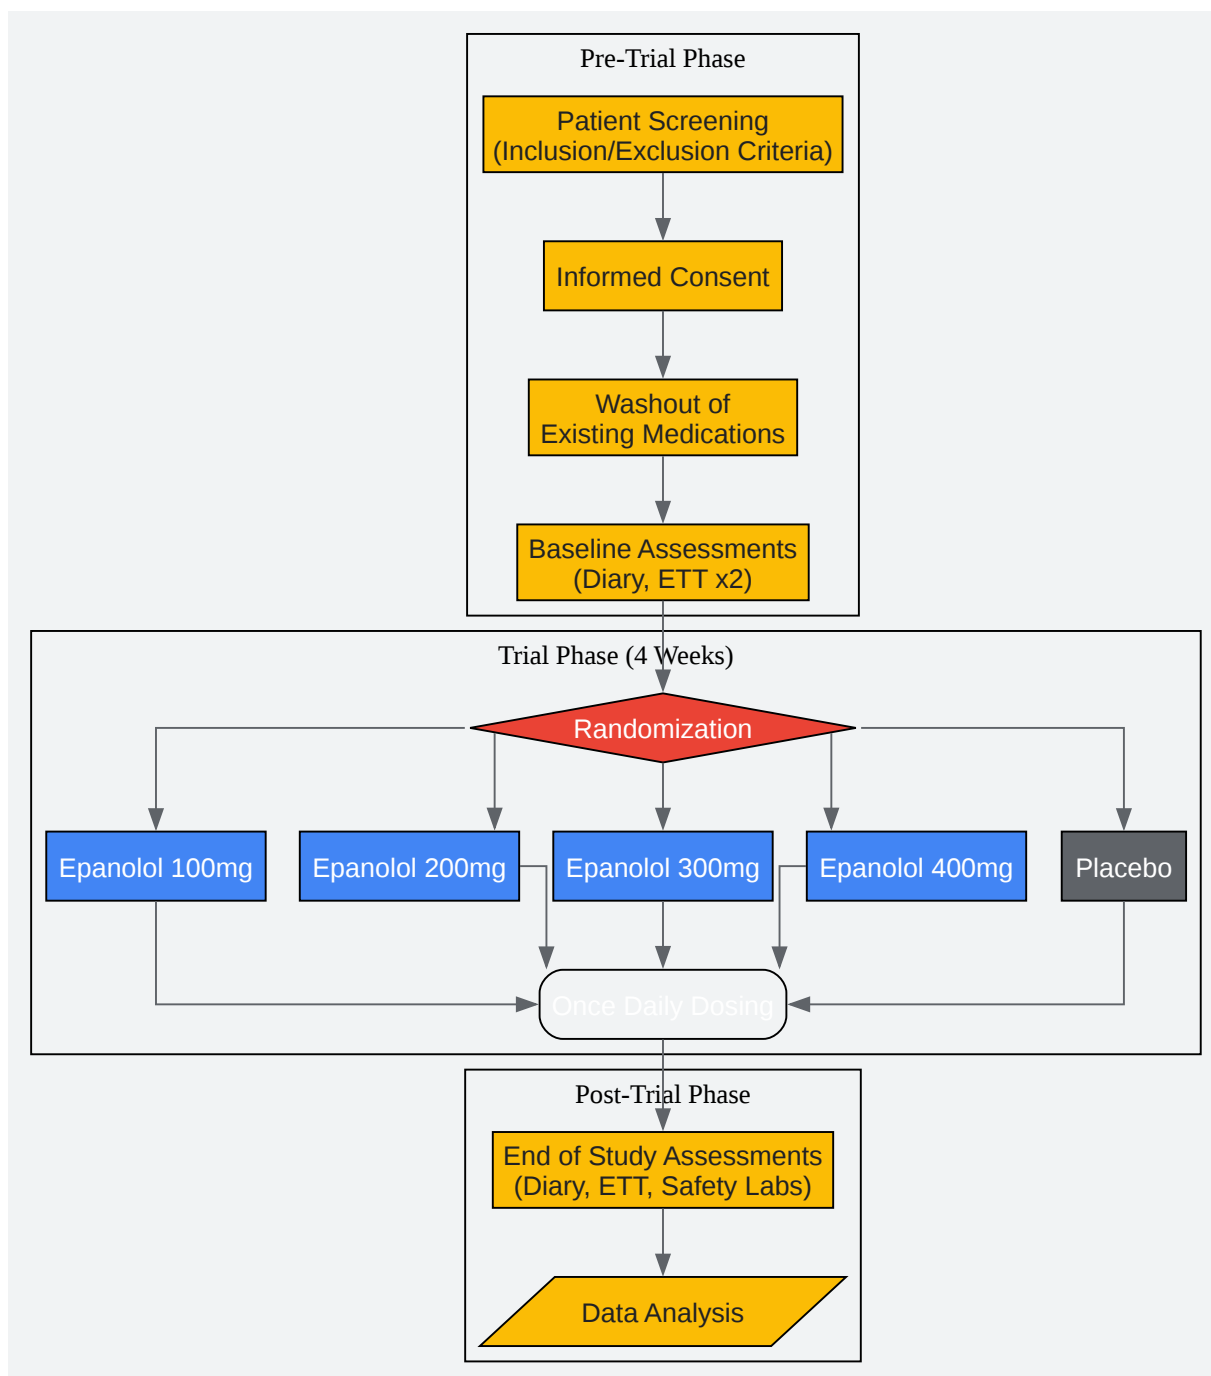 Pre-Trial Phase
Patient Screening
(Inclusion/Exclusion Criteria)
Informed Consent
Washout of
Existing Medications
Baseline Assessments
(Diary, ETT x2)
Trial Phase (4 Weeks)
Randomization
Epanolol 100mg
Epanolol 200mg
Epanolol 300mg
Epanolol 400mg
Placebo
Once Daily Dosing
Post-Trial Phase
End of Study Assessments
(Diary, ETT, Safety Labs)
Data Analysis